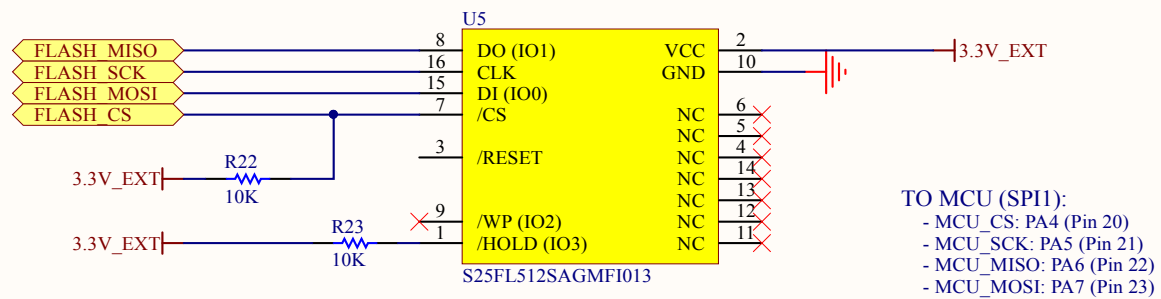 U5
FLASH_MISO 8 DO (IO1) VCC 2 3.3V_EXT
FLASH_SCK 16 CLK GND 10
FLASH_MOSI 15 DI (IO0)
FLASH_CS 7 /CS NC 6
NC 5
3 /RESET NC 4
R22
3.3V_EXT NC 14
10K
NC 13
9 /WP (IO2) NC 12
R23
3.3V_EXT 1 /HOLD (IO3) NC 11
10K
S25FL512SAGMFI013
TO MCU (SPI1):
- MCU_CS: PA4 (Pin 20)
- MCU_SCK: PA5 (Pin 21)
- MCU_MISO: PA6 (Pin 22)
- MCU_MOSI: PA7 (Pin 23)